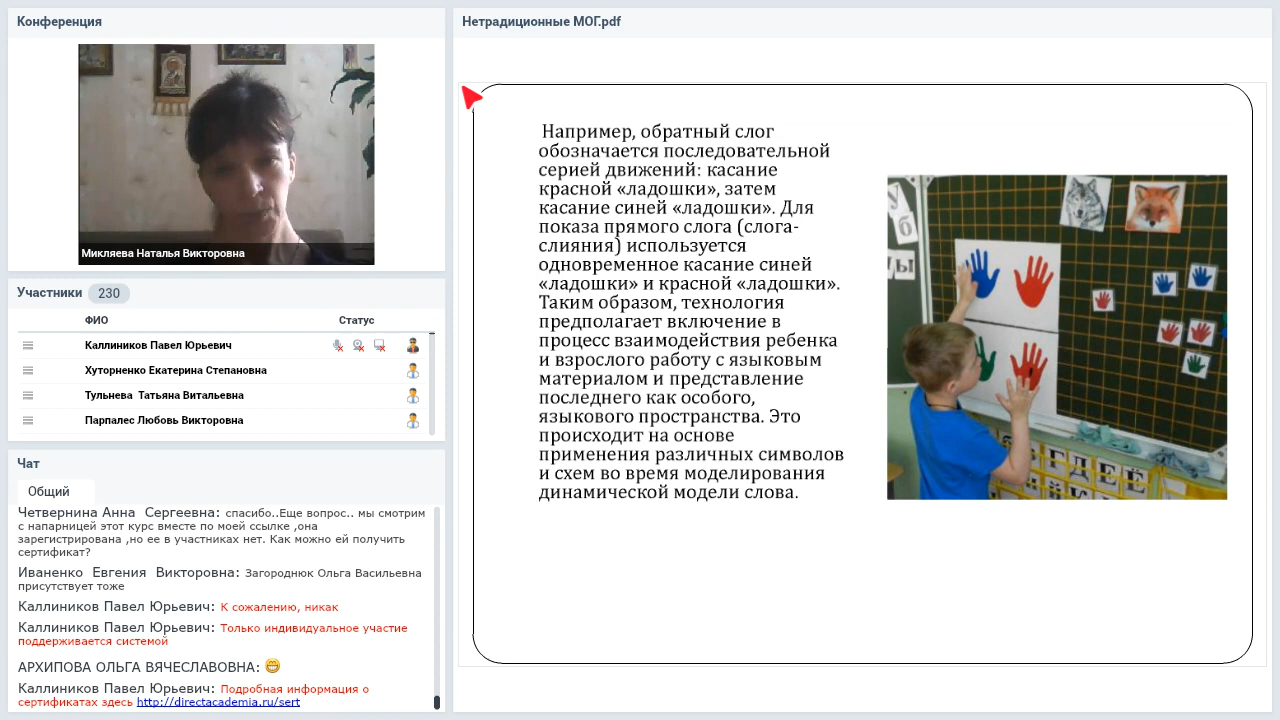 Конференция
Микляева Наталья Викторовна
Участники 230
ФИО Статус
Каллиников Павел Юрьевич
Хуторненко Екатерина Степановна
Тульнева Татьяна Витальевна
Парпалес Любовь Викторовна
Чат
Общий
Четвернина Анна Сергеевна: спасибо..Еще вопрос.. мы смотрим
с напарницей этот курс вместе по моей ссылке ,она
зарегистрирована ,но ее в участниках нет. Как можно ей получить
сертификат?
Иваненко Евгения Викторовна: Загороднюк Ольга Васильевна
присутствует тоже
Каллиников Павел Юрьевич: К сожалению, никак
Каллиников Павел Юрьевич: Только индивидуальное участие
поддерживается системой
АРХИПОВА ОЛЬГА ВЯЧЕСЛАВОВНА:
Каллиников Павел Юрьевич: Подробная информация о
сертификатах здесь http://directacademia.ru/sert
Нетрадиционные МОГ.pdf
Например, обратный слог
обозначается последовательной
серией движений: касание
красной «ладошки», затем
касание синей «ладошки». Для
показа прямого слога (слога-
слияния) используется
одновременное касание синей
«ладошки» и красной «ладошки».
Таким образом, технология
предполагает включение в
процесс взаимодействия ребенка
и взрослого работу с языковым
материалом и представление
последнего как особого,
языкового пространства. Это
происходит на основе
применения различных символов
и схем во время моделирования
динамической модели слова.
б
ы
Г Д Е Ё